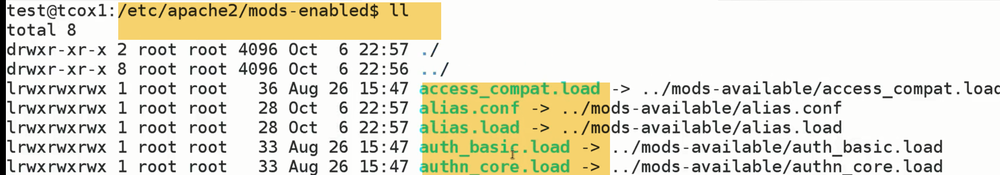 test@tcox1:/etc/apache2/mods-enabled$ ll
total 8
drwxr-xr-x 2 root root 4096 Oct  6 22:57 ./
drwxr-xr-x 8 root root 4096 Oct  6 22:56 ../
lrwxrwxrwx 1 root root   36 Aug 26 15:47 access_compat.load -> ../mods-available/access_compat.load
lrwxrwxrwx 1 root root   28 Oct  6 22:57 alias.conf -> ../mods-available/alias.conf
lrwxrwxrwx 1 root root   28 Oct  6 22:57 alias.load -> ../mods-available/alias.load
lrwxrwxrwx 1 root root   33 Aug 26 15:47 auth_basic.load -> ../mods-available/auth_basic.load
lrwxrwxrwx 1 root root   33 Aug 26 15:47 authn_core.load -> ../mods-available/authn_core.load